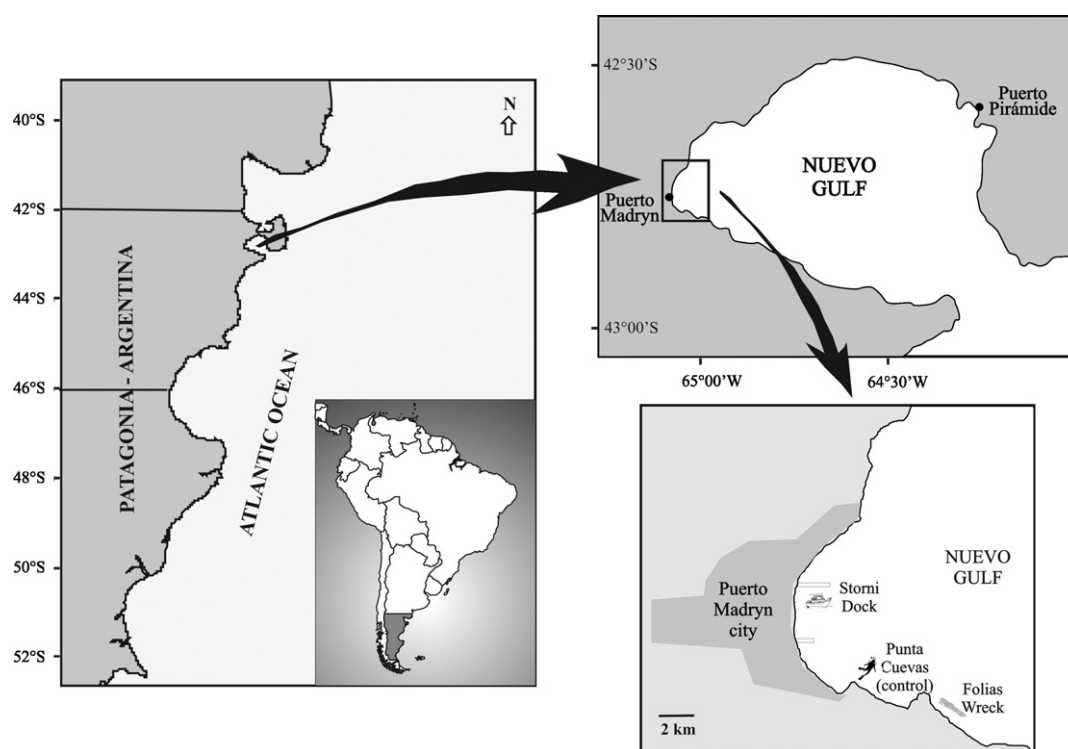 40°S
42°S
44°S
46°S
48°S
50°S
52°S
N
PATAGONIA - ARGENTINA
ATLANTIC OCEAN
42°30'S
43°00'S
65°00'W
64°30'W
Puerto
Pirámide
NUEVO
GULF
Puerto
Madryn
NUEVO
GULF
Puerto
Madryn
city
Storni
Dock
Punta
Cuevas
(control)
Folias
Wreck
2 km